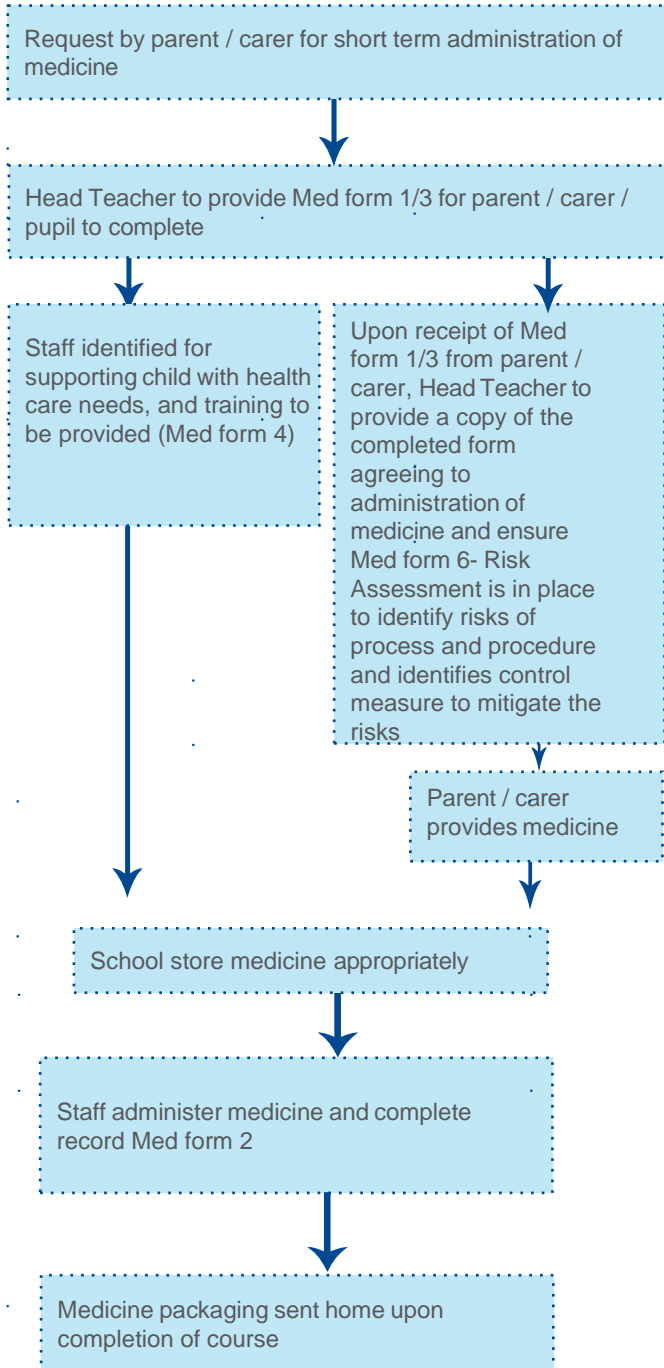 Request by parent / carer for short term administration of
medicine
Head Teacher to provide Med form 1/3 for parent / carer /
pupil to complete
Staff identified for
supporting child with health
care needs, and training to
be provided (Med form 4)
Upon receipt of Med
form 1/3 from parent /
carer, Head Teacher to
provide a copy of the
completed form
agreeing to
administration of
medicine and ensure
Med form 6- Risk
Assessment is in place
to identify risks of
process and procedure
and identifies control
measure to mitigate the
risks
Parent / carer
provides medicine
School store medicine appropriately
Staff administer medicine and complete
record Med form 2
Medicine packaging sent home upon
completion of course